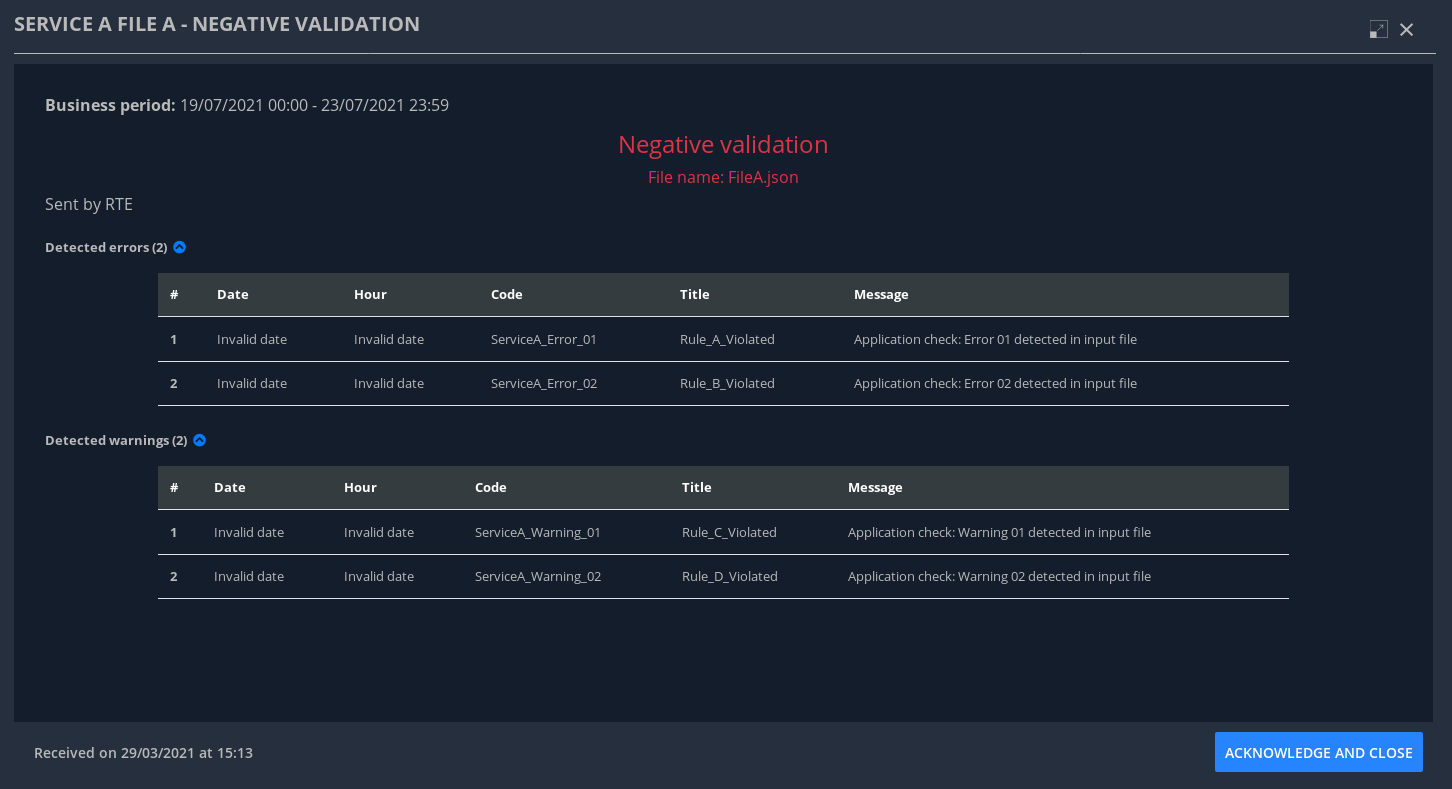 SERVICE A FILE A - NEGATIVE VALIDATION
Business period: 19/07/2021 00:00 - 23/07/2021 23:59
Negative validation
File name: FileA.json
Sent by RTE
Detected errors (2)
# Date Hour Code Title Message
1 Invalid date Invalid date ServiceA_Error_01 Rule_A_Violated Application check: Error 01 detected in input file
2 Invalid date Invalid date ServiceA_Error_02 Rule_B_Violated Application check: Error 02 detected in input file
Detected warnings (2)
# Date Hour Code Title Message
1 Invalid date Invalid date ServiceA_Warning_01 Rule_C_Violated Application check: Warning 01 detected in input file
2 Invalid date Invalid date ServiceA_Warning_02 Rule_D_Violated Application check: Warning 02 detected in input file
Received on 29/03/2021 at 15:13
ACKNOWLEDGE AND CLOSE